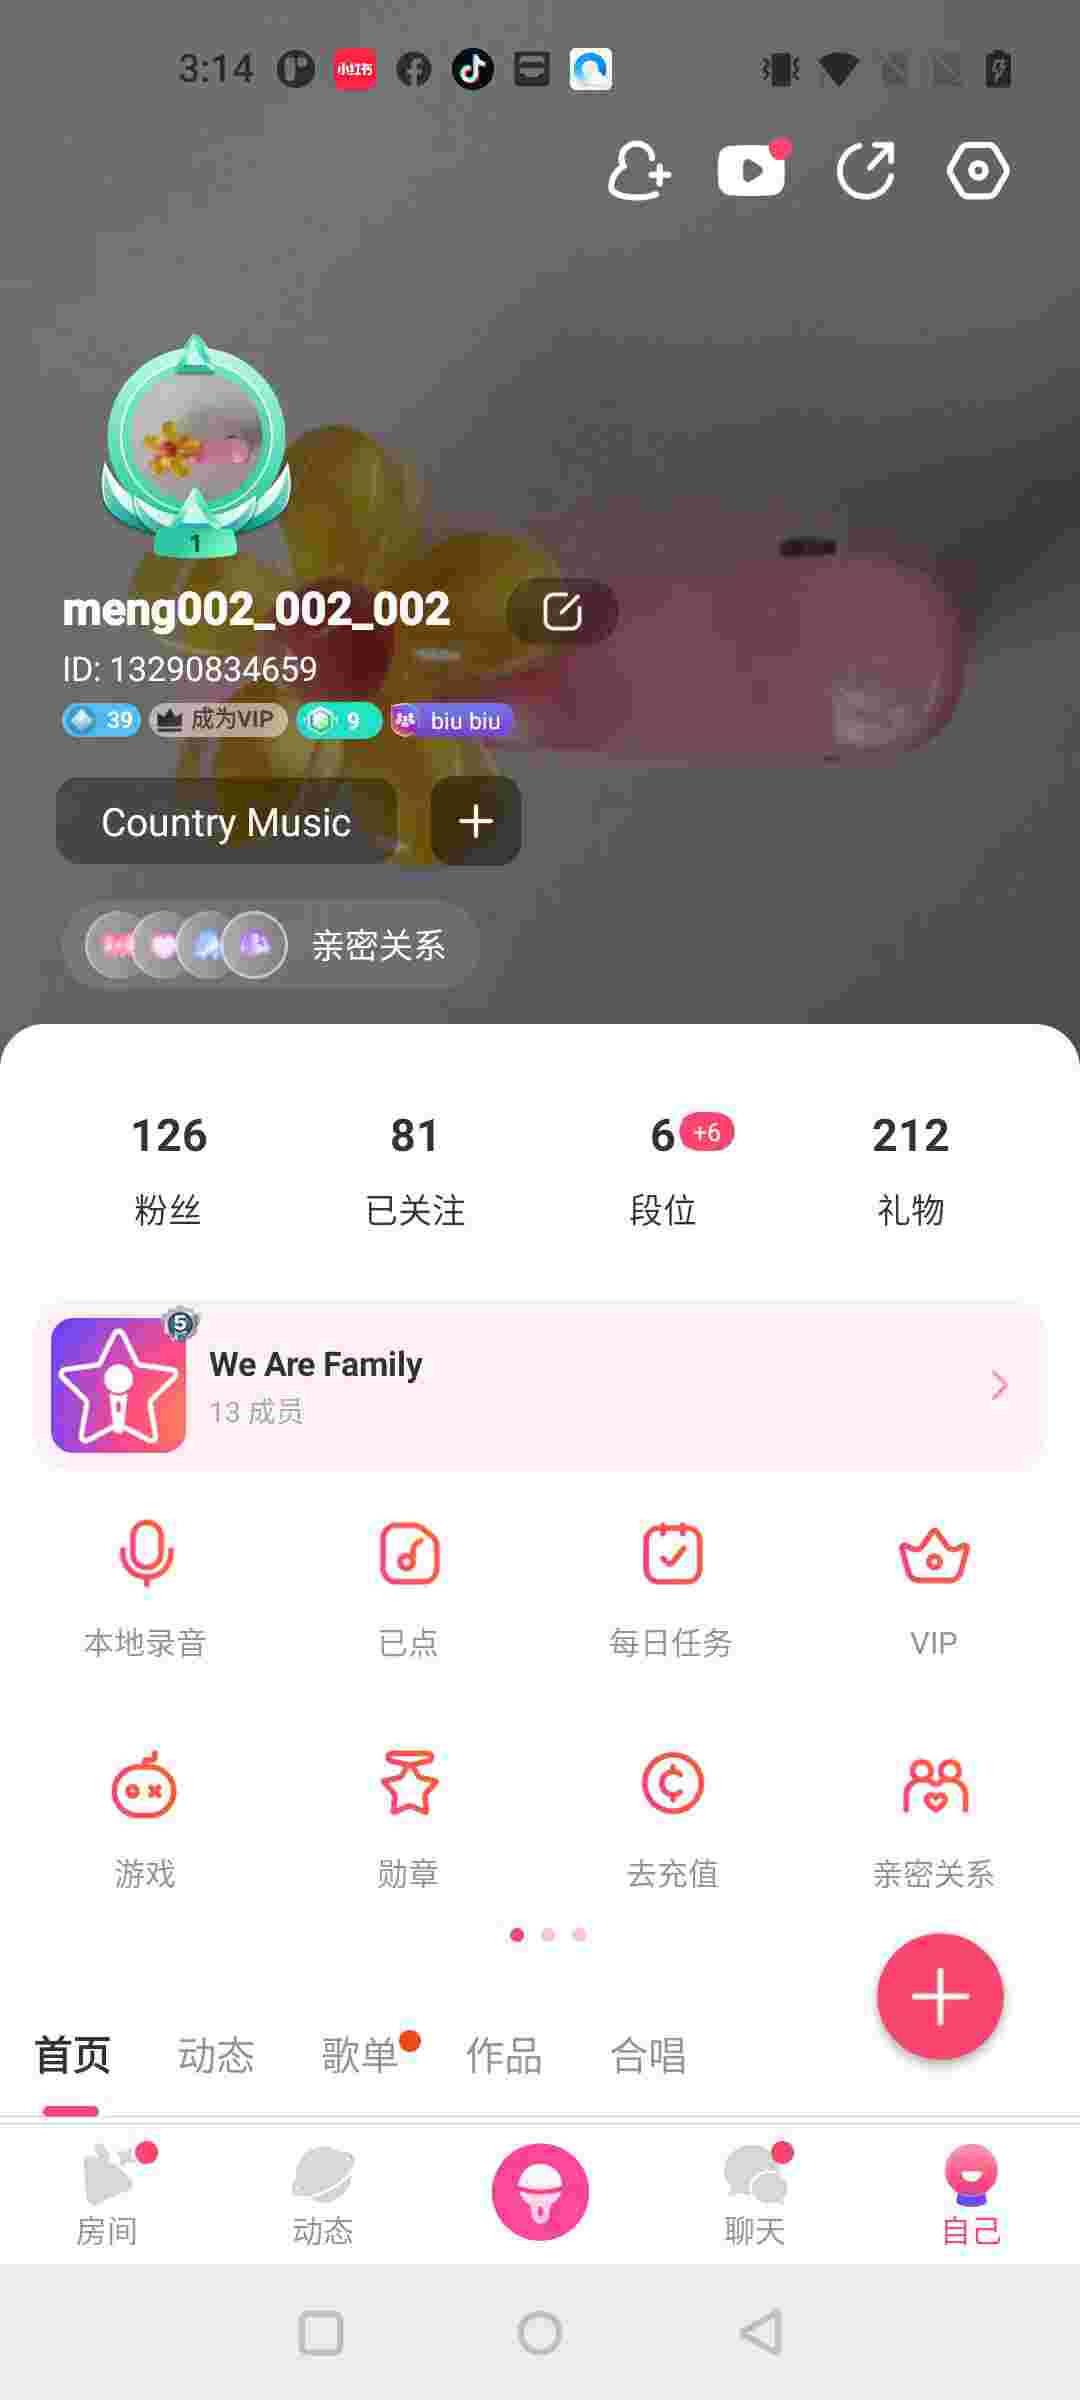 3:14
小红书
1
meng002_002_002
ID: 13290834659
39 成为VIP 9 biu biu
Country Music
亲密关系
126 81 6 +6 212
粉丝 已关注 段位 礼物
5
We Are Family
13 成员
本地录音 已点 每日任务 VIP
游戏 勋章 去充值 亲密关系
首页 动态 歌单 作品 合唱
房间 动态 聊天 自己